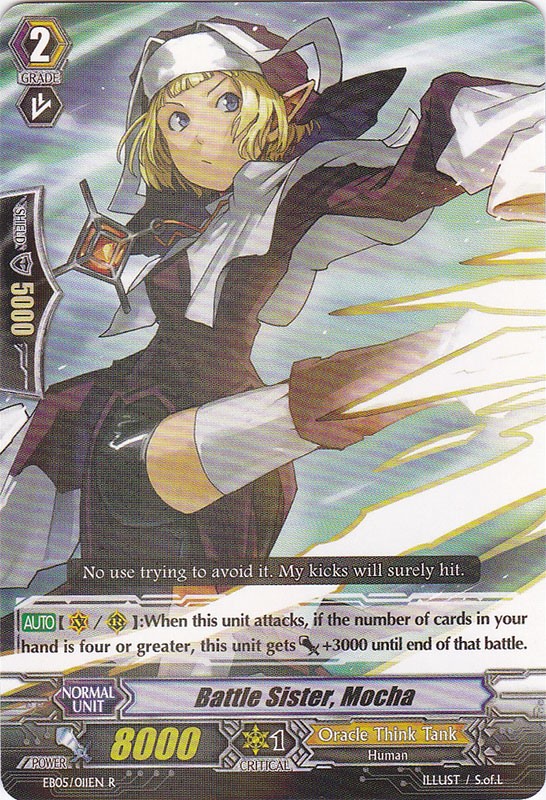 2
GRADE
SHIELD
5000
No use trying to avoid it. My kicks will surely hit.
AUTO [ V / R ]:When this unit attacks, if the number of cards in your
hand is four or greater, this unit gets +3000 until end of that battle.
NORMAL
UNIT
Battle Sister, Mocha
POWER
8000
1
CRITICAL
Oracle Think Tank
Human
EB05/011EN R
ILLUST / S.of.L